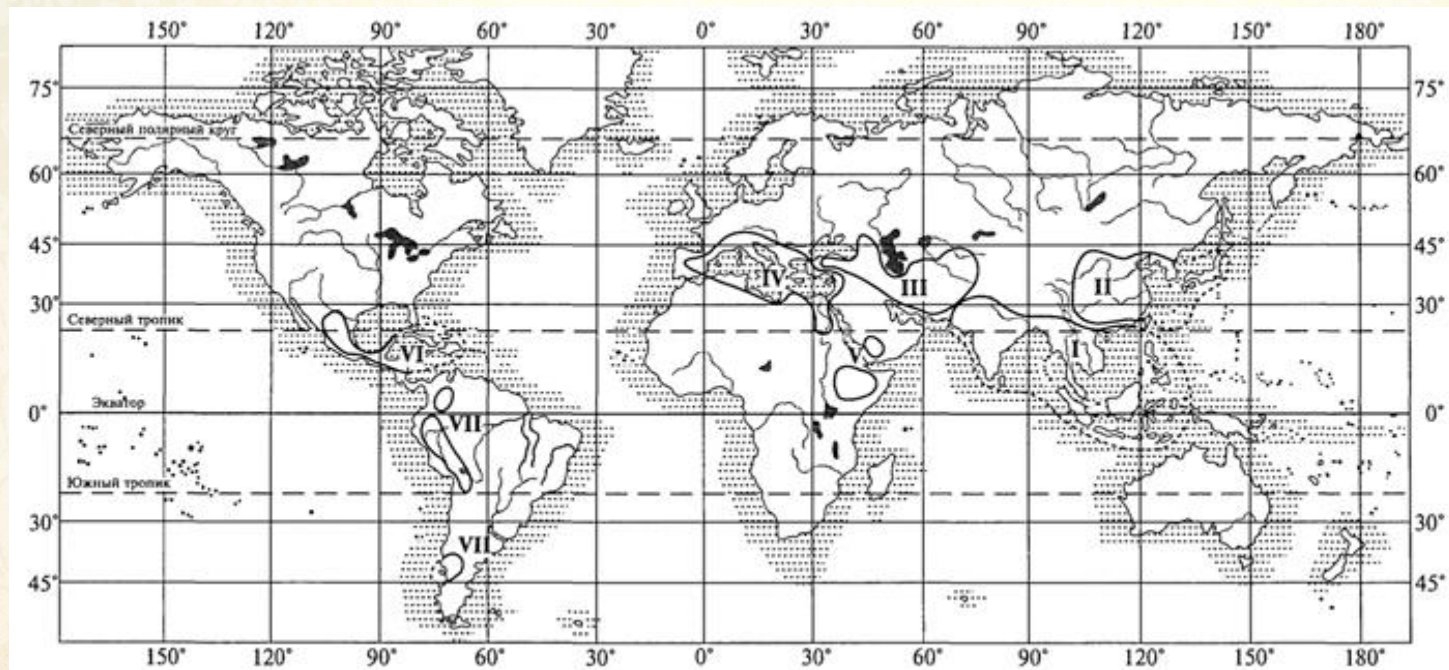 150° 120° 90° 60° 30° 0° 30° 60° 90° 120° 150° 180°
75° 75°
Северный полярный круг
60° 60°
45° 45°
IV III II
30° 30°
Северный тропик
VI V I
Экватор
0° 0°
VII
Южный тропик
30° 30°
VII
45° 45°
150° 120° 90° 60° 30° 0° 30° 60° 90° 120° 150° 180°